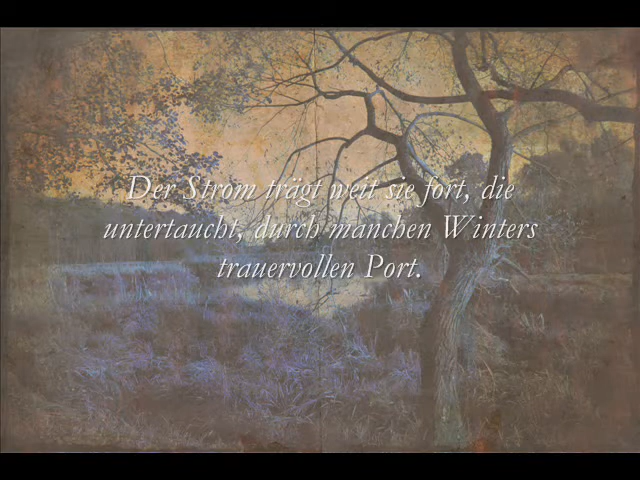 Der Strom trägt weit sie fort, die
untertaucht, durch manchen Winters
trauervollen Port.